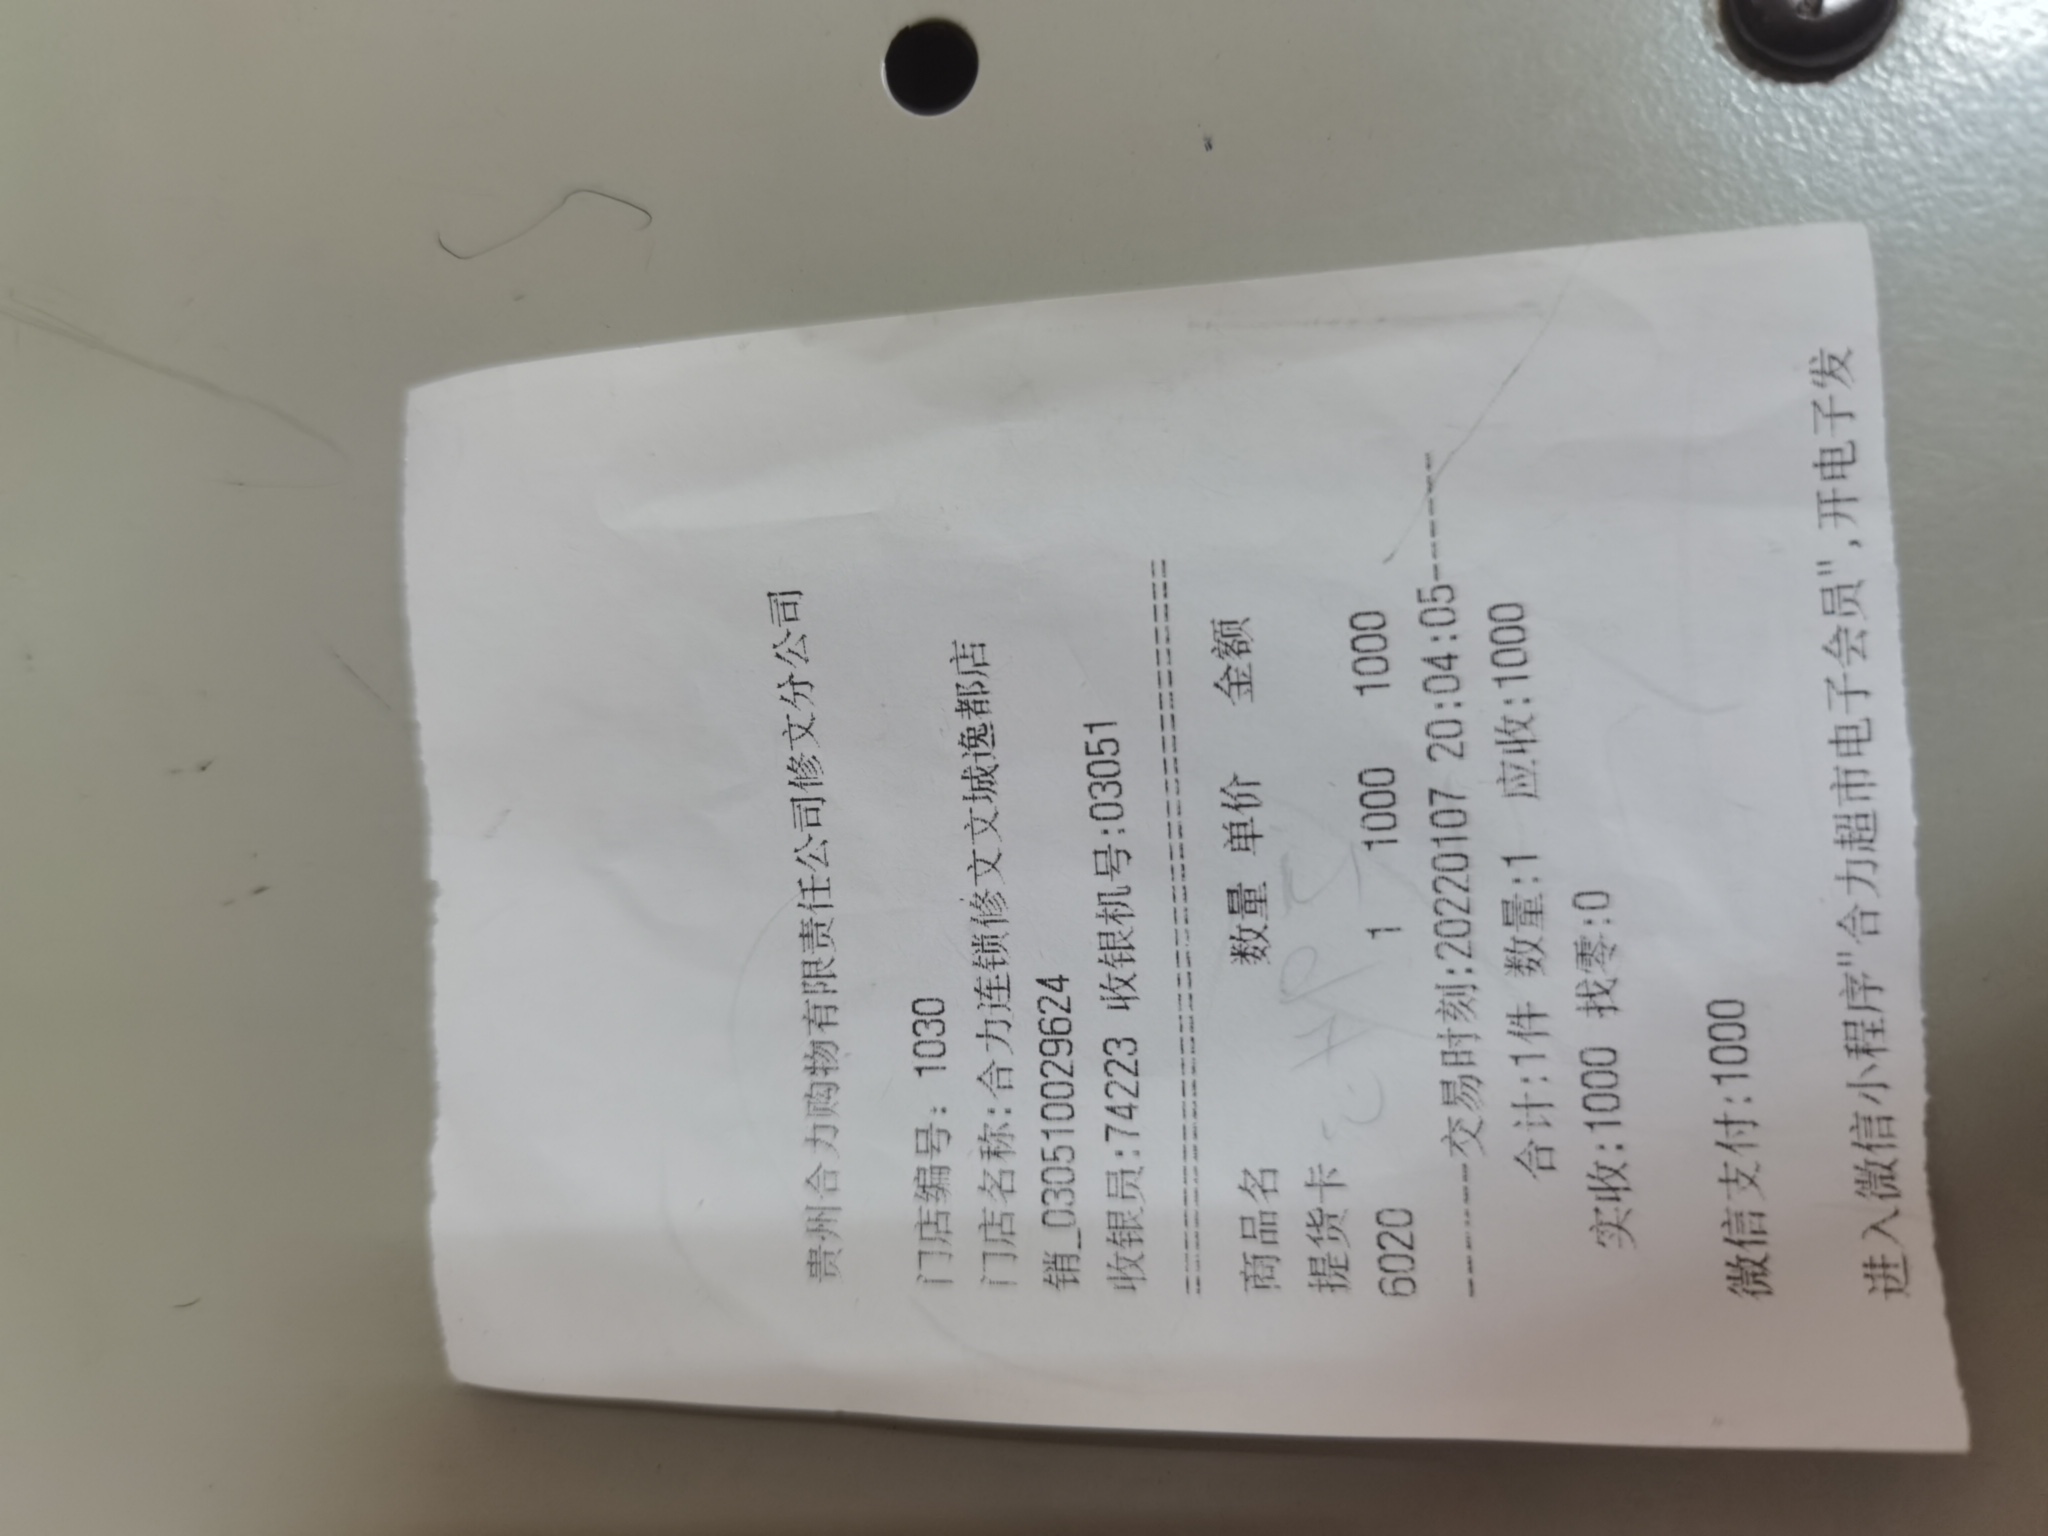 贵州合力购物有限责任公司修文分公司
门店编号: 1030
门店名称:合力连锁修文文城逸都店
销_030510029624
收银员:74223 收银机号:03051
==========================================
商品名 数量 单价 金额
提货卡
6020 1 1000 1000
--------交易时刻:20220107 20:04:05--------
合计:1件 数量:1 应收:1000
实收:1000 找零:0
微信支付:1000
进入微信小程序"合力超市电子会员",开电子发